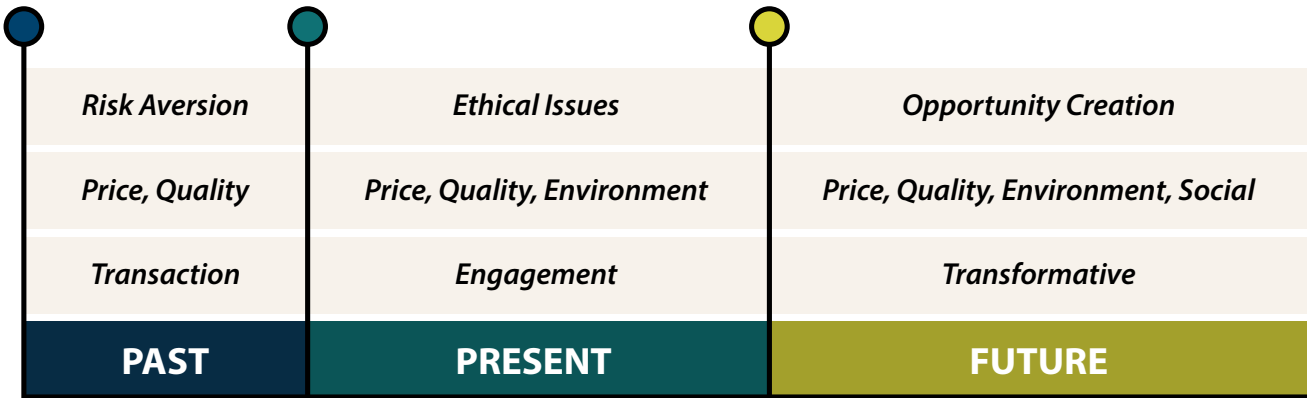 Risk Aversion
Ethical Issues
Opportunity Creation
Price, Quality
Price, Quality, Environment
Price, Quality, Environment, Social
Transaction
Engagement
Transformative
PAST
PRESENT
FUTURE